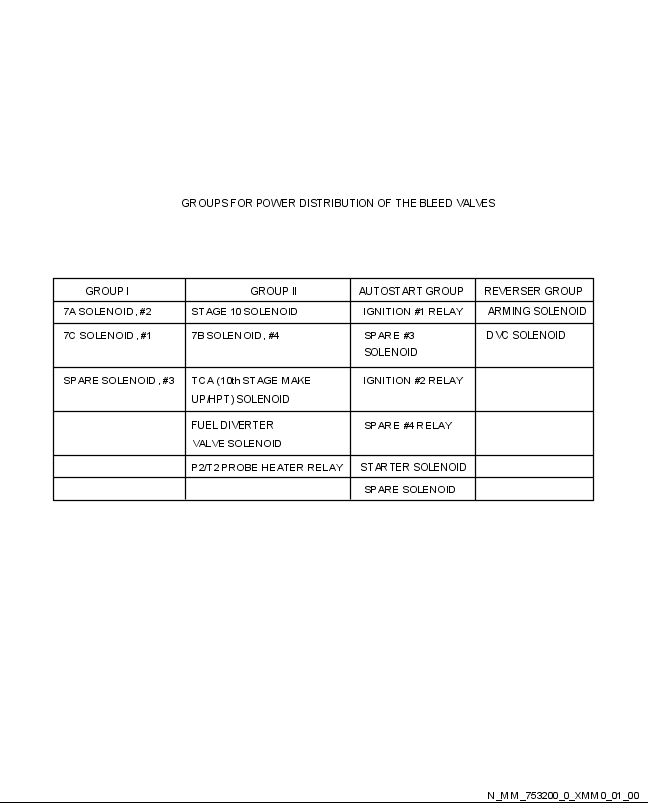 GROUPS FOR POWER DISTRIBUTION OF THE BLEED VALVES
GROUP I GROUP II AUTOSTART GROUP REVERSER GROUP
7A SOLENOID, #2 STAGE 10 SOLENOID IGNITION #1 RELAY ARMING SOLENOID
7C SOLENOID, #1 7B SOLENOID, #4 SPARE #3 DVC SOLENOID
SOLENOID
SPARE SOLENOID, #3 TCA (10th STAGE MAKE IGNITION #2 RELAY
UP/HPT) SOLENOID
FUEL DIVERTER SPARE #4 RELAY
VALVE SOLENOID
P2/T2 PROBE HEATER RELAY STARTER SOLENOID
SPARE SOLENOID
N_MM_753200_0_XMM0_01_00